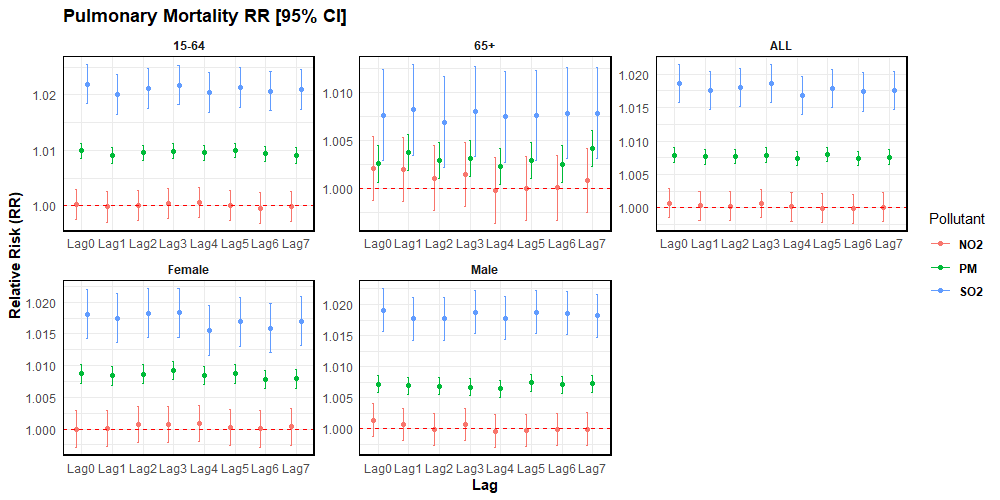 Pulmonary Mortality RR [95% CI]
15-64
65+
ALL
1.02
1.01
1.00
1.010
1.005
1.000
1.020
1.015
1.010
1.005
1.000
Lag0 Lag1 Lag2 Lag3 Lag4 Lag5 Lag6 Lag7
Lag0 Lag1 Lag2 Lag3 Lag4 Lag5 Lag6 Lag7
Lag0 Lag1 Lag2 Lag3 Lag4 Lag5 Lag6 Lag7
Relative Risk (RR)
Female
Male
1.020
1.015
1.010
1.005
1.000
1.020
1.015
1.010
1.005
1.000
Lag0 Lag1 Lag2 Lag3 Lag4 Lag5 Lag6 Lag7
Lag0 Lag1 Lag2 Lag3 Lag4 Lag5 Lag6 Lag7
Lag
Pollutant
NO2
PM
SO2